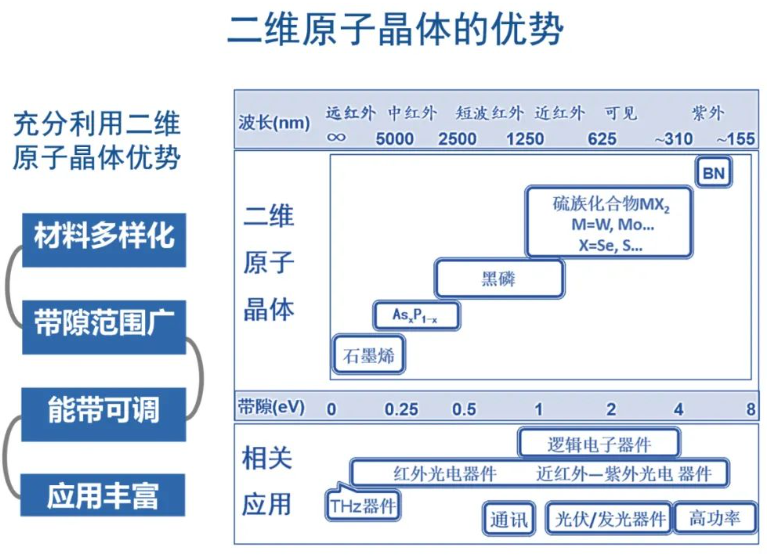 二维原子晶体的优势
充分利用二维
原子晶体优势
材料多样化
带隙范围广
能带可调
应用丰富
波长(nm) 远红外 中红外 短波红外 近红外 可见 紫外
∞ 5000 2500 1250 625 ~310 ~155
二维
原子
晶体
BN
硫族化合物MX₂
M=W, Mo...
X=Se, S...
黑磷
AsₓP₁₋ₓ
石墨烯
带隙(eV) 0 0.25 0.5 1 2 4 8
相关
应用
逻辑电子器件
红外光电器件 近红外—紫外光电 器件
THz器件
通讯
光伏/发光器件
高功率